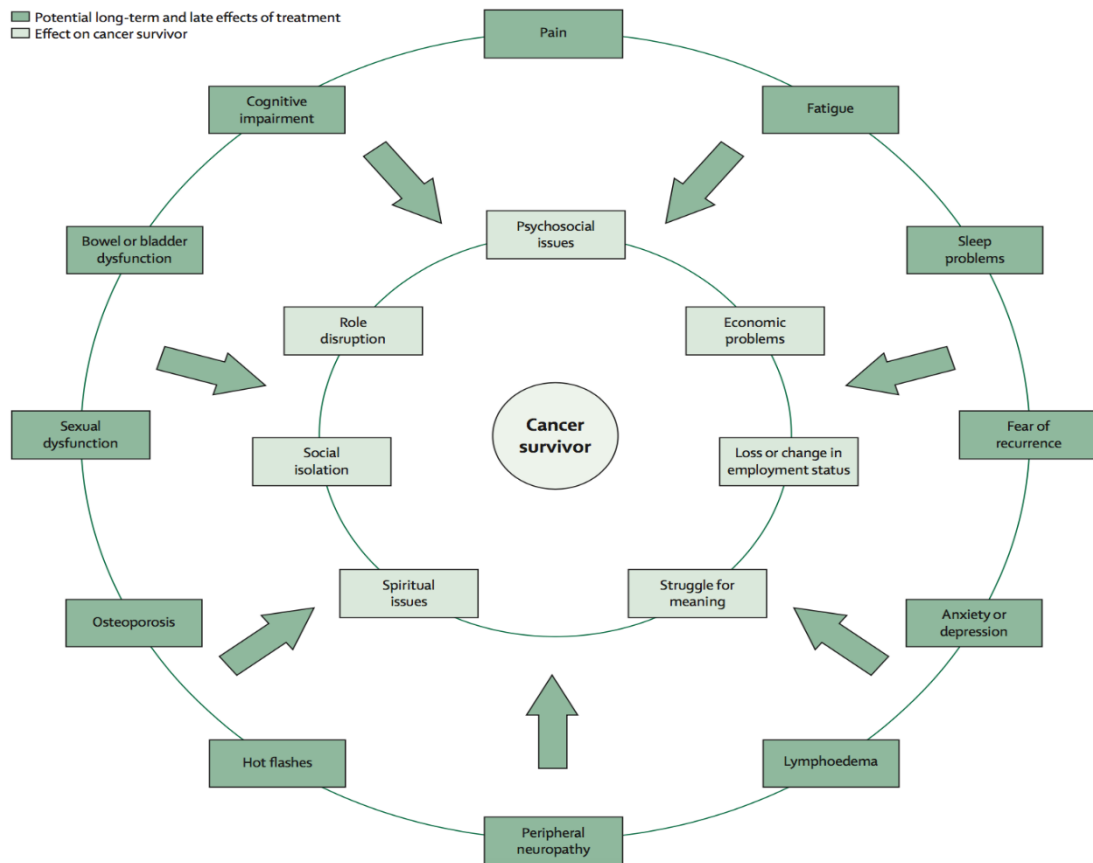 Potential long-term and late effects of treatment
Effect on cancer survivor
Pain
Cognitive
impairment
Fatigue
Psychosocial
issues
Bowel or bladder
dysfunction
Sleep
problems
Role
disruption
Economic
problems
Sexual
dysfunction
Cancer
survivor
Fear of
recurrence
Social
isolation
Loss or change in
employment status
Spiritual
issues
Struggle for
meaning
Osteoporosis
Anxiety or
depression
Hot flashes
Lymphoedema
Peripheral
neuropathy